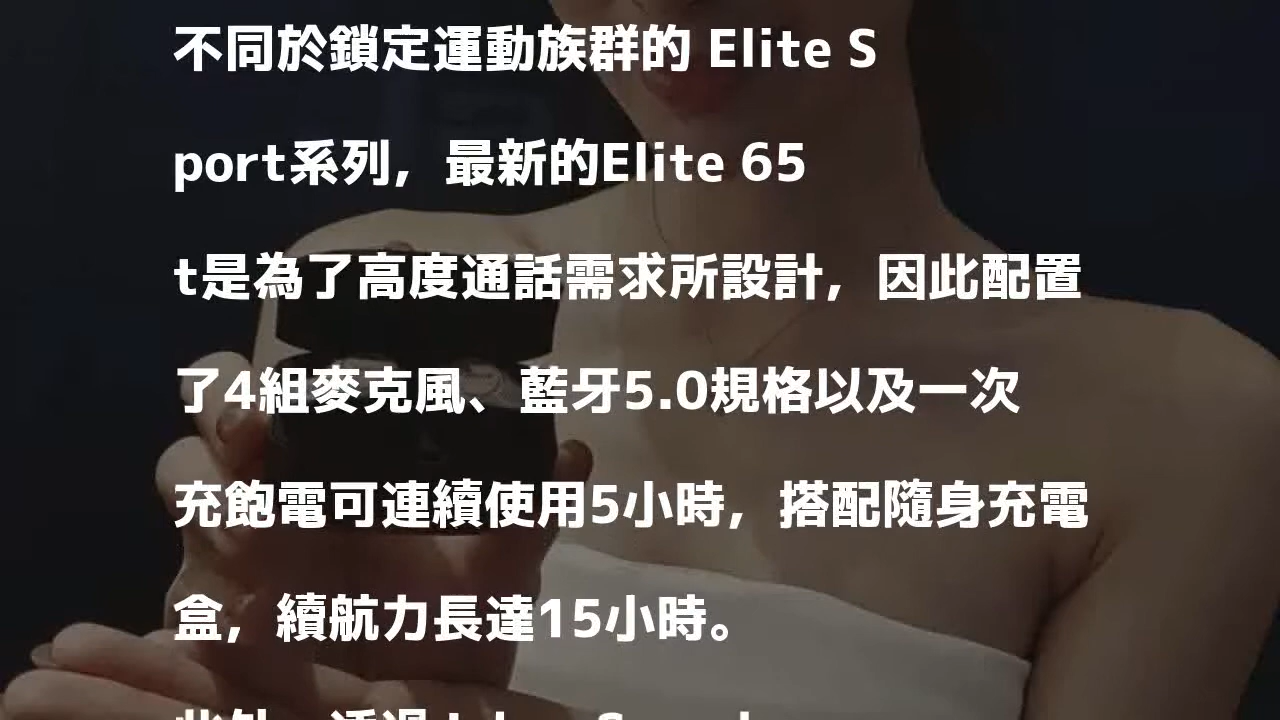 不同於鎖定運動族群的 Elite S
port系列，最新的Elite 65
t是為了高度通話需求所設計，因此配置
了4組麥克風、藍牙5.0規格以及一次
充飽電可連續使用5小時，搭配隨身充電
盒，續航力長達15小時。